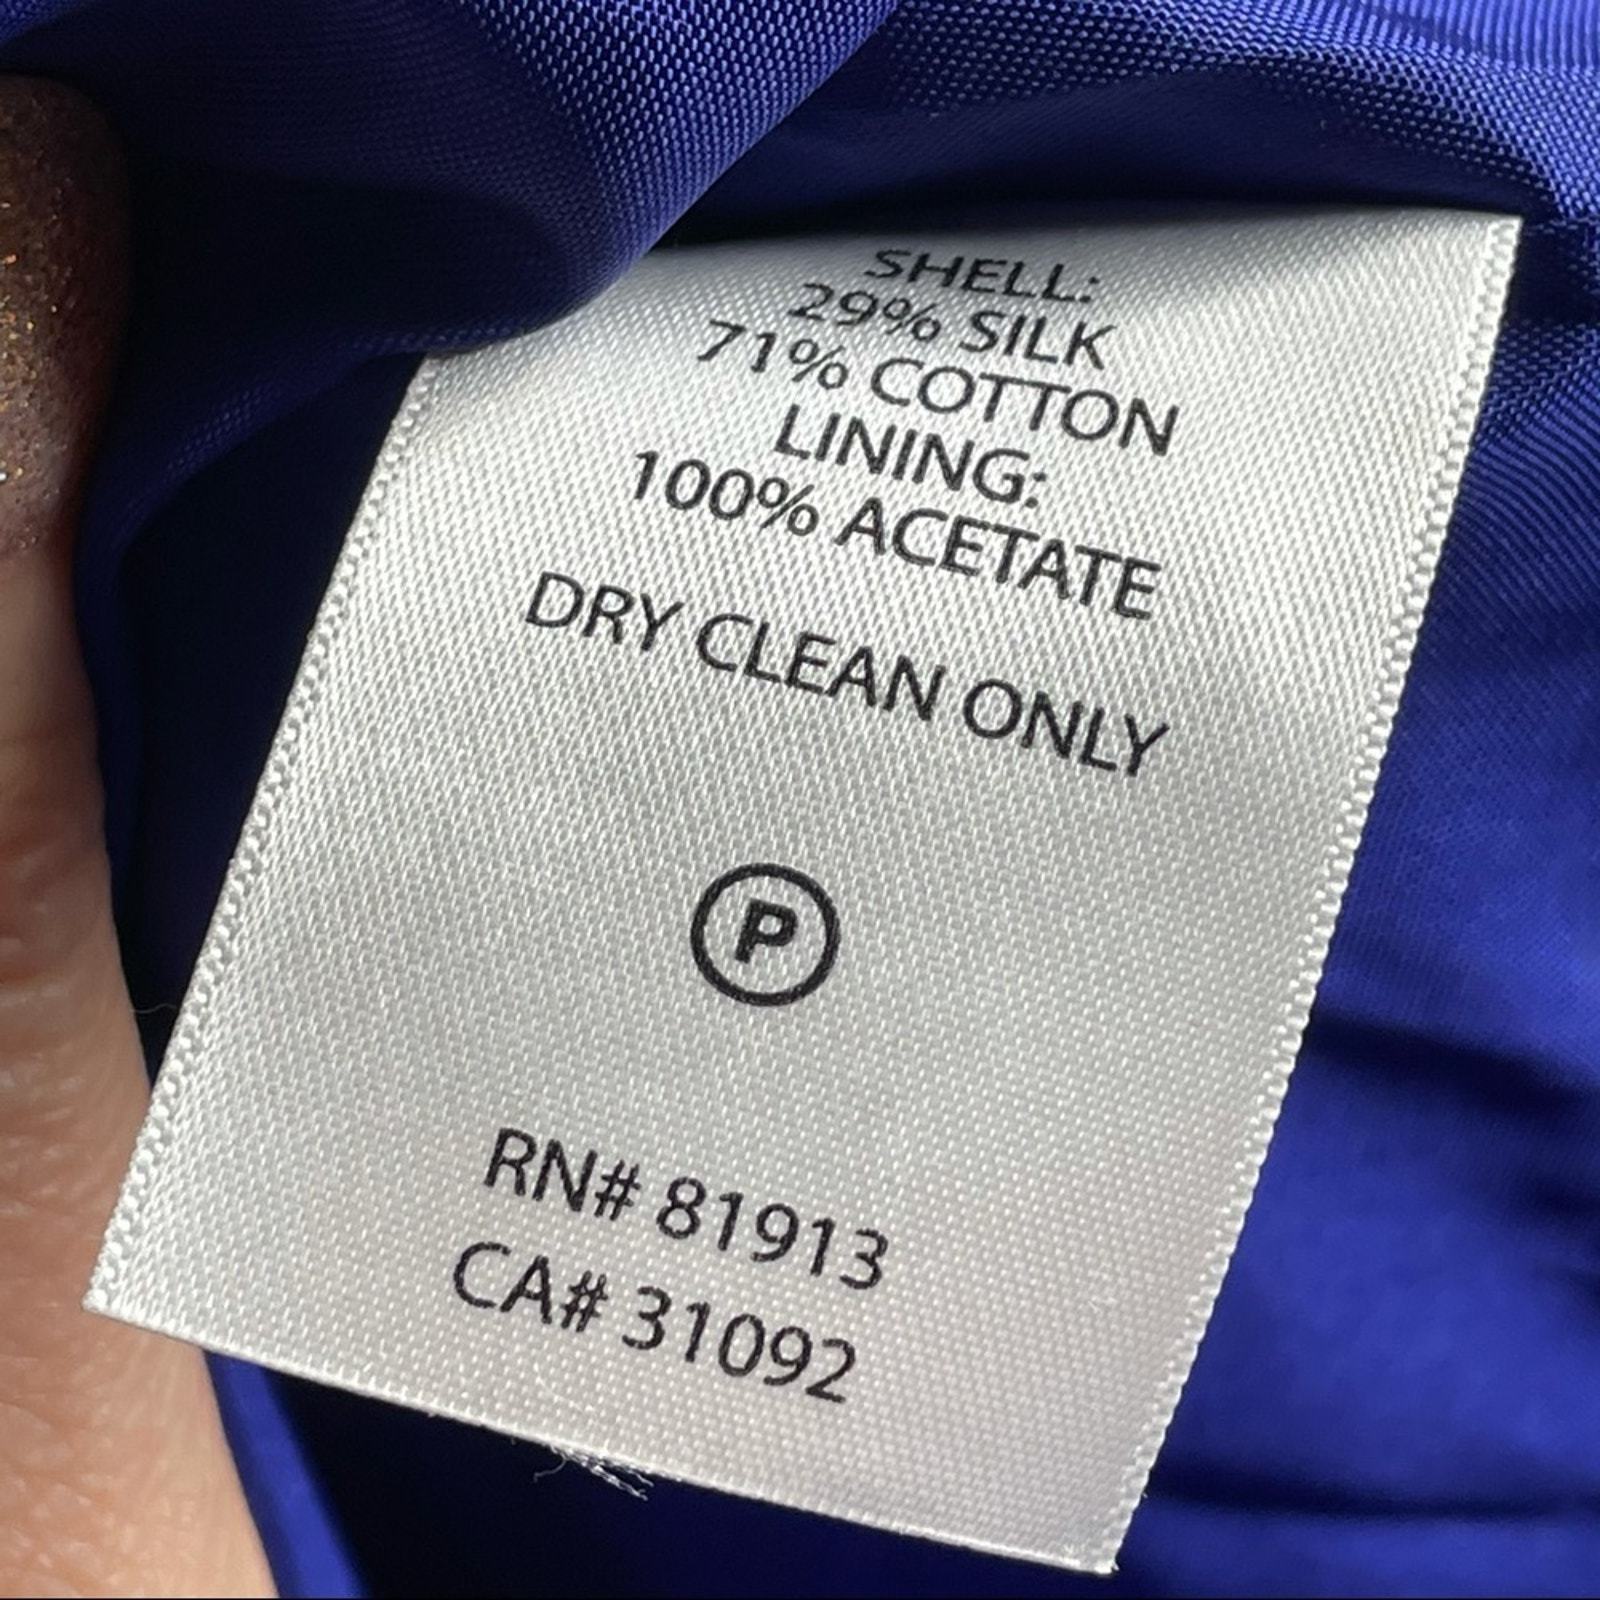 SHELL:
29% SILK
71% COTTON
LINING:
100% ACETATE
DRY CLEAN ONLY
P
RN# 81913
CA# 31092